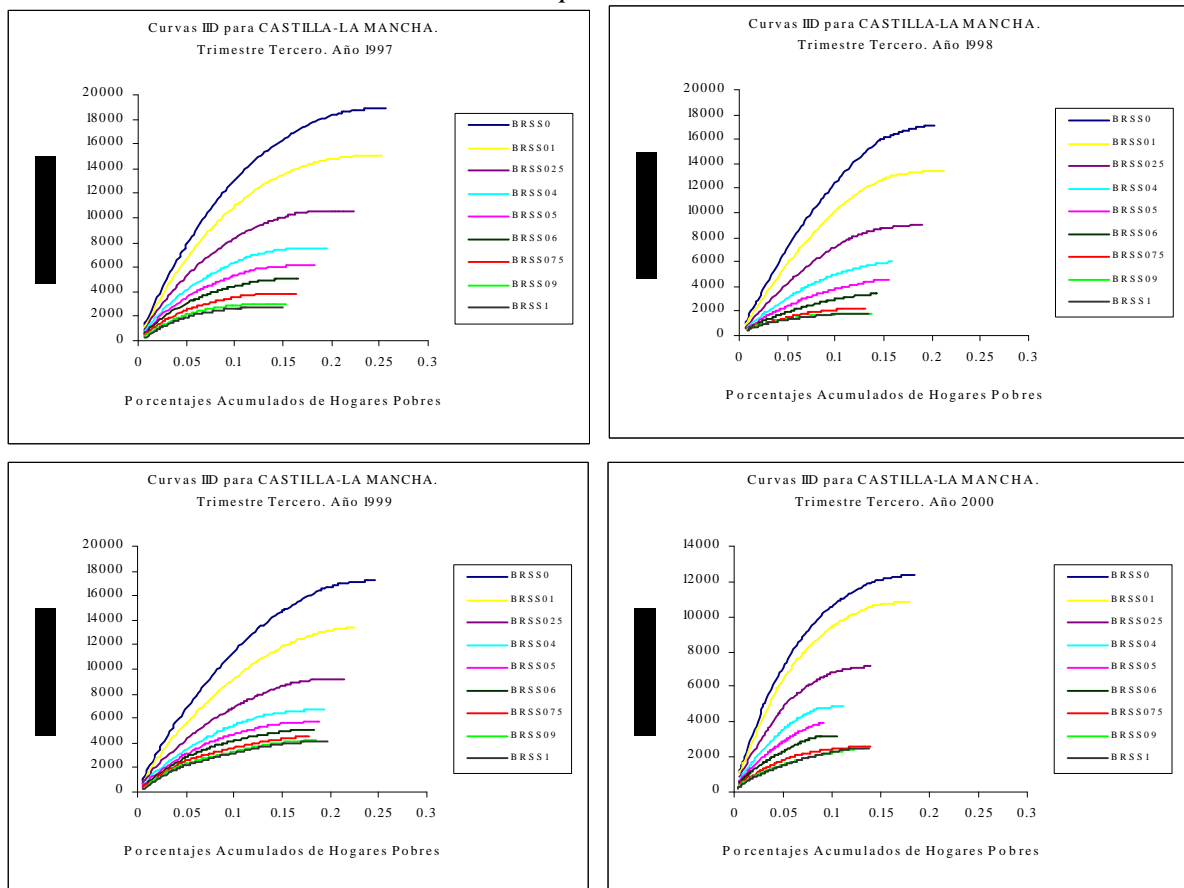 Curvas IID para CASTILLA-LA MANCHA.
Trimestre Tercero. Año 1997
20000
18000
16000
14000
12000
10000
8000
6000
4000
2000
0
0 0.05 0.1 0.15 0.2 0.25 0.3
Porcentajes Acumulados de Hogares Pobres
BRSS0
BRSS01
BRSS025
BRSS04
BRSS05
BRSS06
BRSS075
BRSS09
BRSS1
Curvas IID para CASTILLA-LA MANCHA.
Trimestre Tercero. Año 1998
20000
18000
16000
14000
12000
10000
8000
6000
4000
2000
0
0 0.05 0.1 0.15 0.2 0.25 0.3
Porcentajes Acumulados de Hogares Pobres
BRSS0
BRSS01
BRSS025
BRSS04
BRSS05
BRSS06
BRSS075
BRSS09
BRSS1
Curvas IID para CASTILLA-LA MANCHA.
Trimestre Tercero. Año 1999
20000
18000
16000
14000
12000
10000
8000
6000
4000
2000
0
0 0.05 0.1 0.15 0.2 0.25 0.3
Porcentajes Acumulados de Hogares Pobres
BRSS0
BRSS01
BRSS025
BRSS04
BRSS05
BRSS06
BRSS075
BRSS09
BRSS1
Curvas IID para CASTILLA-LA MANCHA.
Trimestre Tercero. Año 2000
14000
12000
10000
8000
6000
4000
2000
0
0 0.05 0.1 0.15 0.2 0.25 0.3
Porcentajes Acumulados de Hogares Pobres
BRSS0
BRSS01
BRSS025
BRSS04
BRSS05
BRSS06
BRSS075
BRSS09
BRSS1